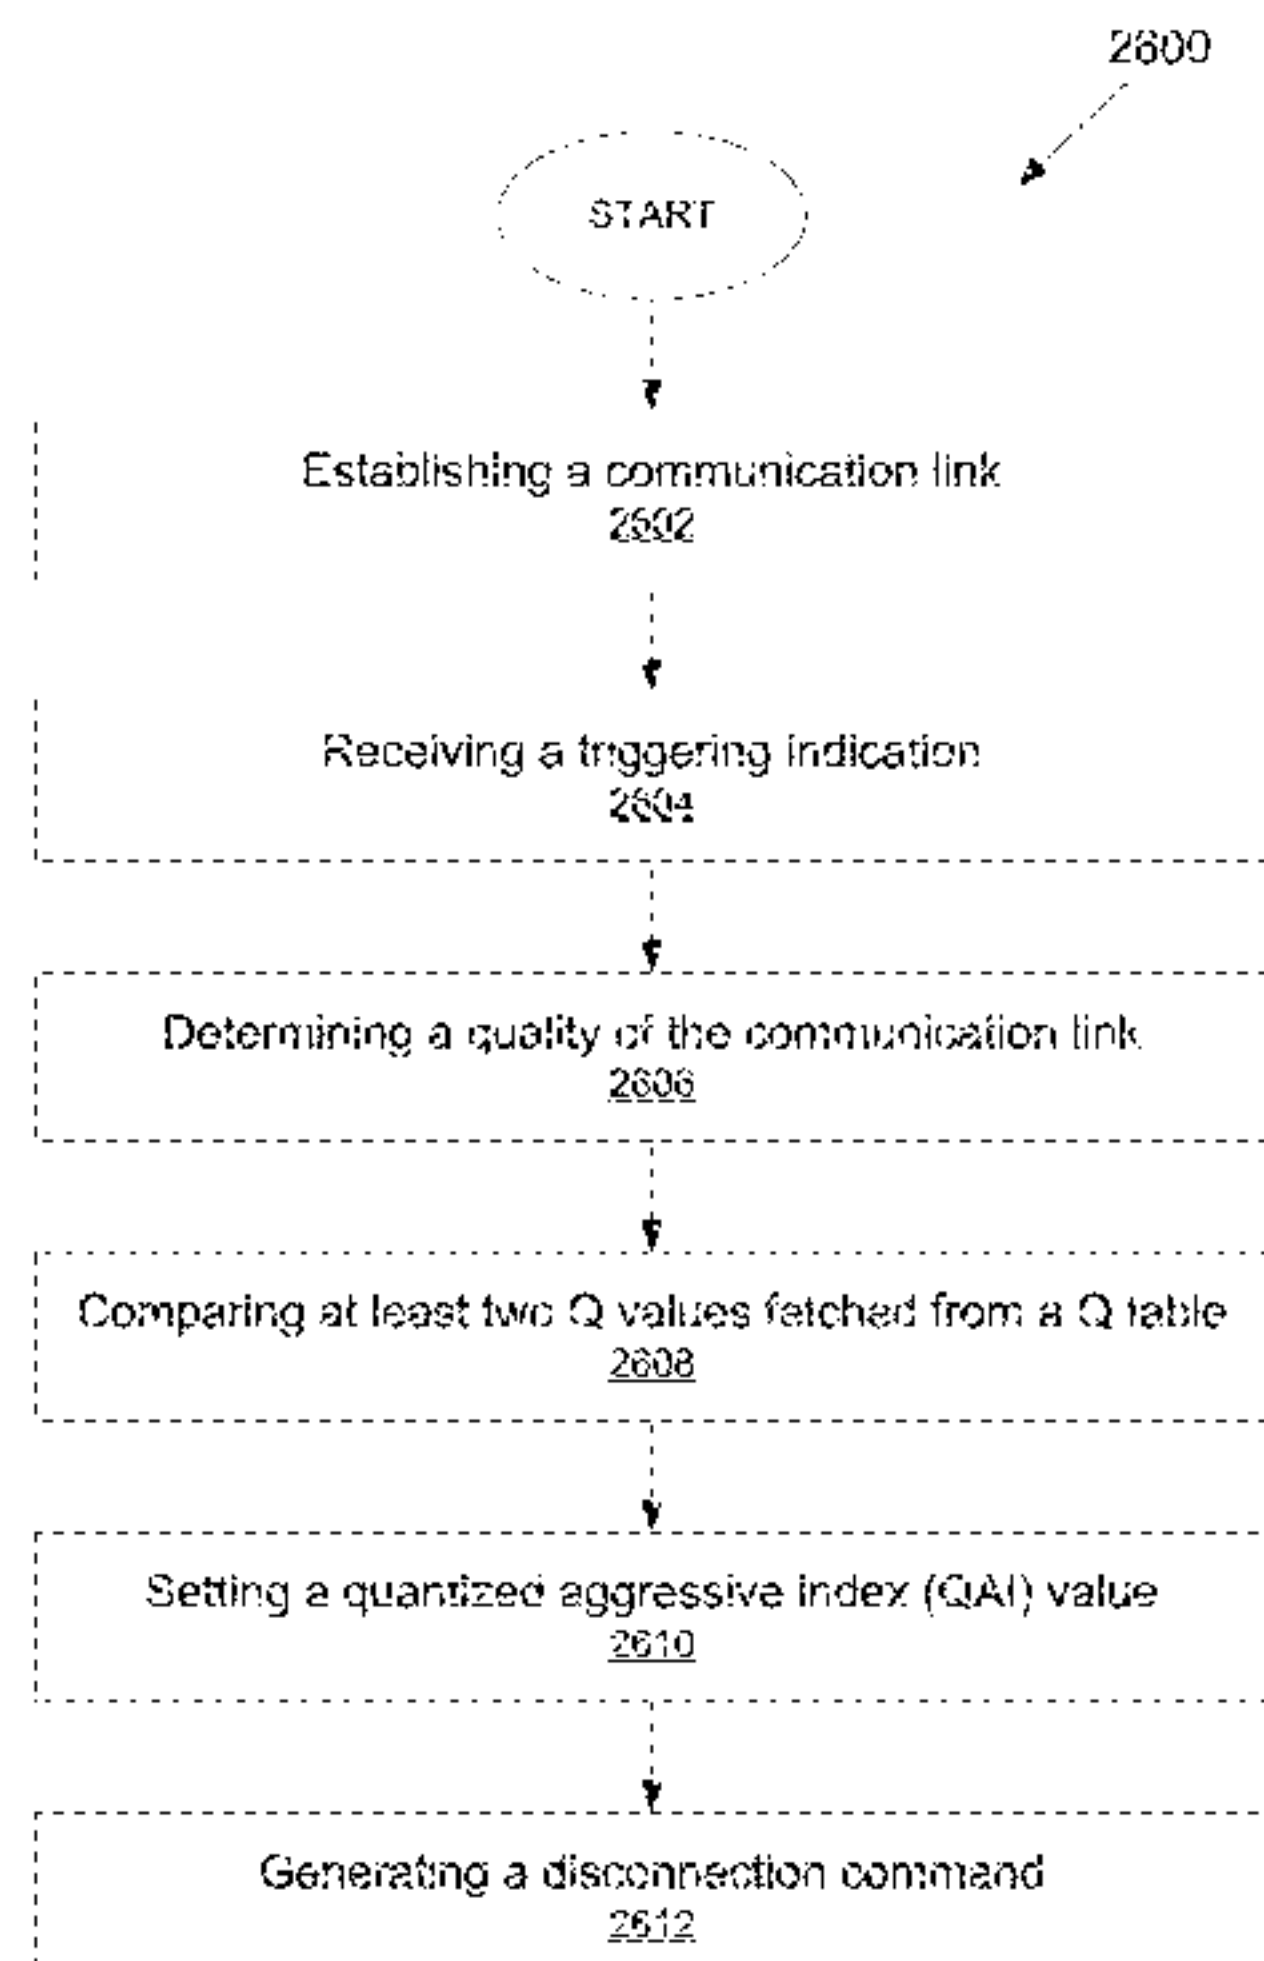 2600
START
Establishing a communication link
2602
Receiving a triggering indication
2604
Determining a quality of the communication link
2606
Comparing at least two Q values fetched from a Q table
2608
Setting a quantized aggressive index (QAI) value
2610
Generating a disconnection command
2612